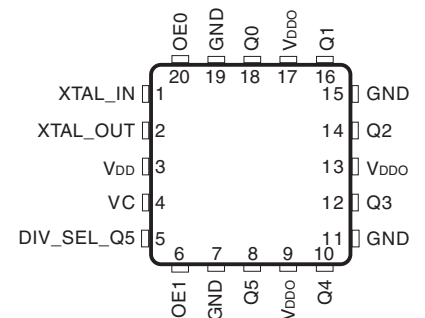 OE0 GND Q0 VDDO Q1
20 19 18 17 16
XTAL_IN 1 15 GND
XTAL_OUT 2 14 Q2
VDD 3 13 VDDO
VC 4 12 Q3
DIV_SEL_Q5 5 11 GND
6 7 8 9 10
OE1 GND Q5 VDDO Q4